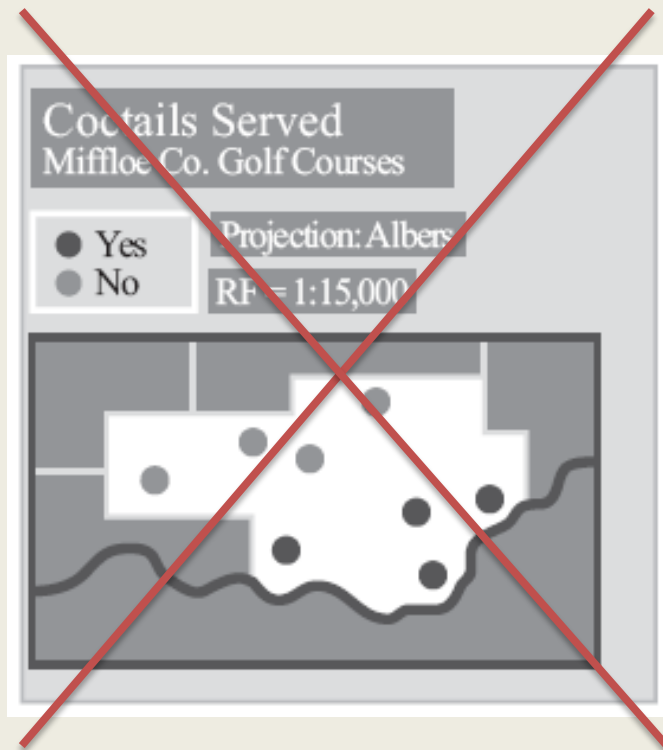 Coctails Served
Miffloe Co. Golf Courses
Yes
No
Projection: Albers
RF = 1:15,000